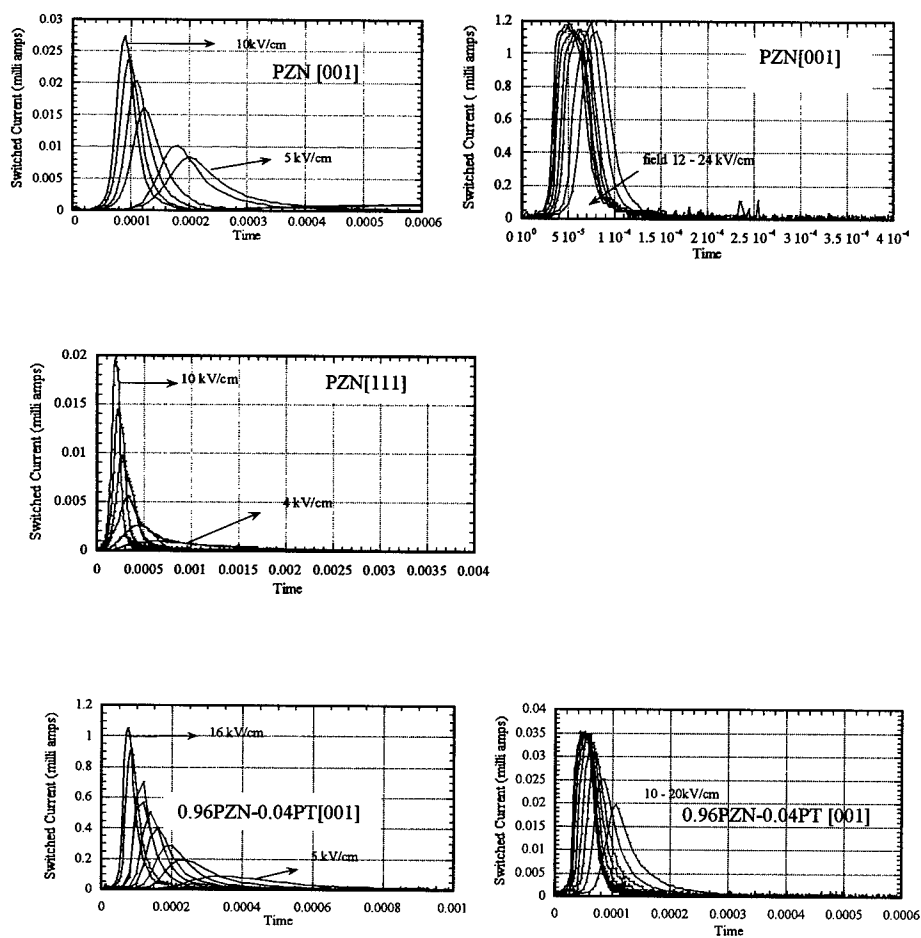 Switched Current (milli amps)
0.03
0.025
0.02
0.015
0.01
0.005
0
10kV/cm
PZN [001]
5 kV/cm
0 0.0001 0.0002 0.0003 0.0004 0.0005 0.0006
Time
Switched Current ( milli amps)
1.2
1
0.8
0.6
0.4
0.2
0
PZN[001]
field 12 - 24 kV/cm
0 10⁰ 5 10⁻⁵ 1 10⁻⁴ 1.5 10⁻⁴ 2 10⁻⁴ 2.5 10⁻⁴ 3 10⁻⁴ 3.5 10⁻⁴ 4 10⁻⁴
Time
Switched Current (milli amps)
0.02
0.015
0.01
0.005
0
10 kV/cm
PZN[111]
4 kV/cm
0 0.0005 0.001 0.0015 0.002 0.0025 0.003 0.0035 0.004
Time
Switched Current (milli amps)
1.2
1
0.8
0.6
0.4
0.2
0
16 kV/cm
0.96PZN-0.04PT[001]
5 kV/cm
0 0.0002 0.0004 0.0006 0.0008 0.001
Time
Switched Current (milli amps)
0.04
0.035
0.03
0.025
0.02
0.015
0.01
0.005
0
10 - 20kV/cm
0.96PZN-0.04PT [001]
0 0.0001 0.0002 0.0003 0.0004 0.0005 0.0006
Time